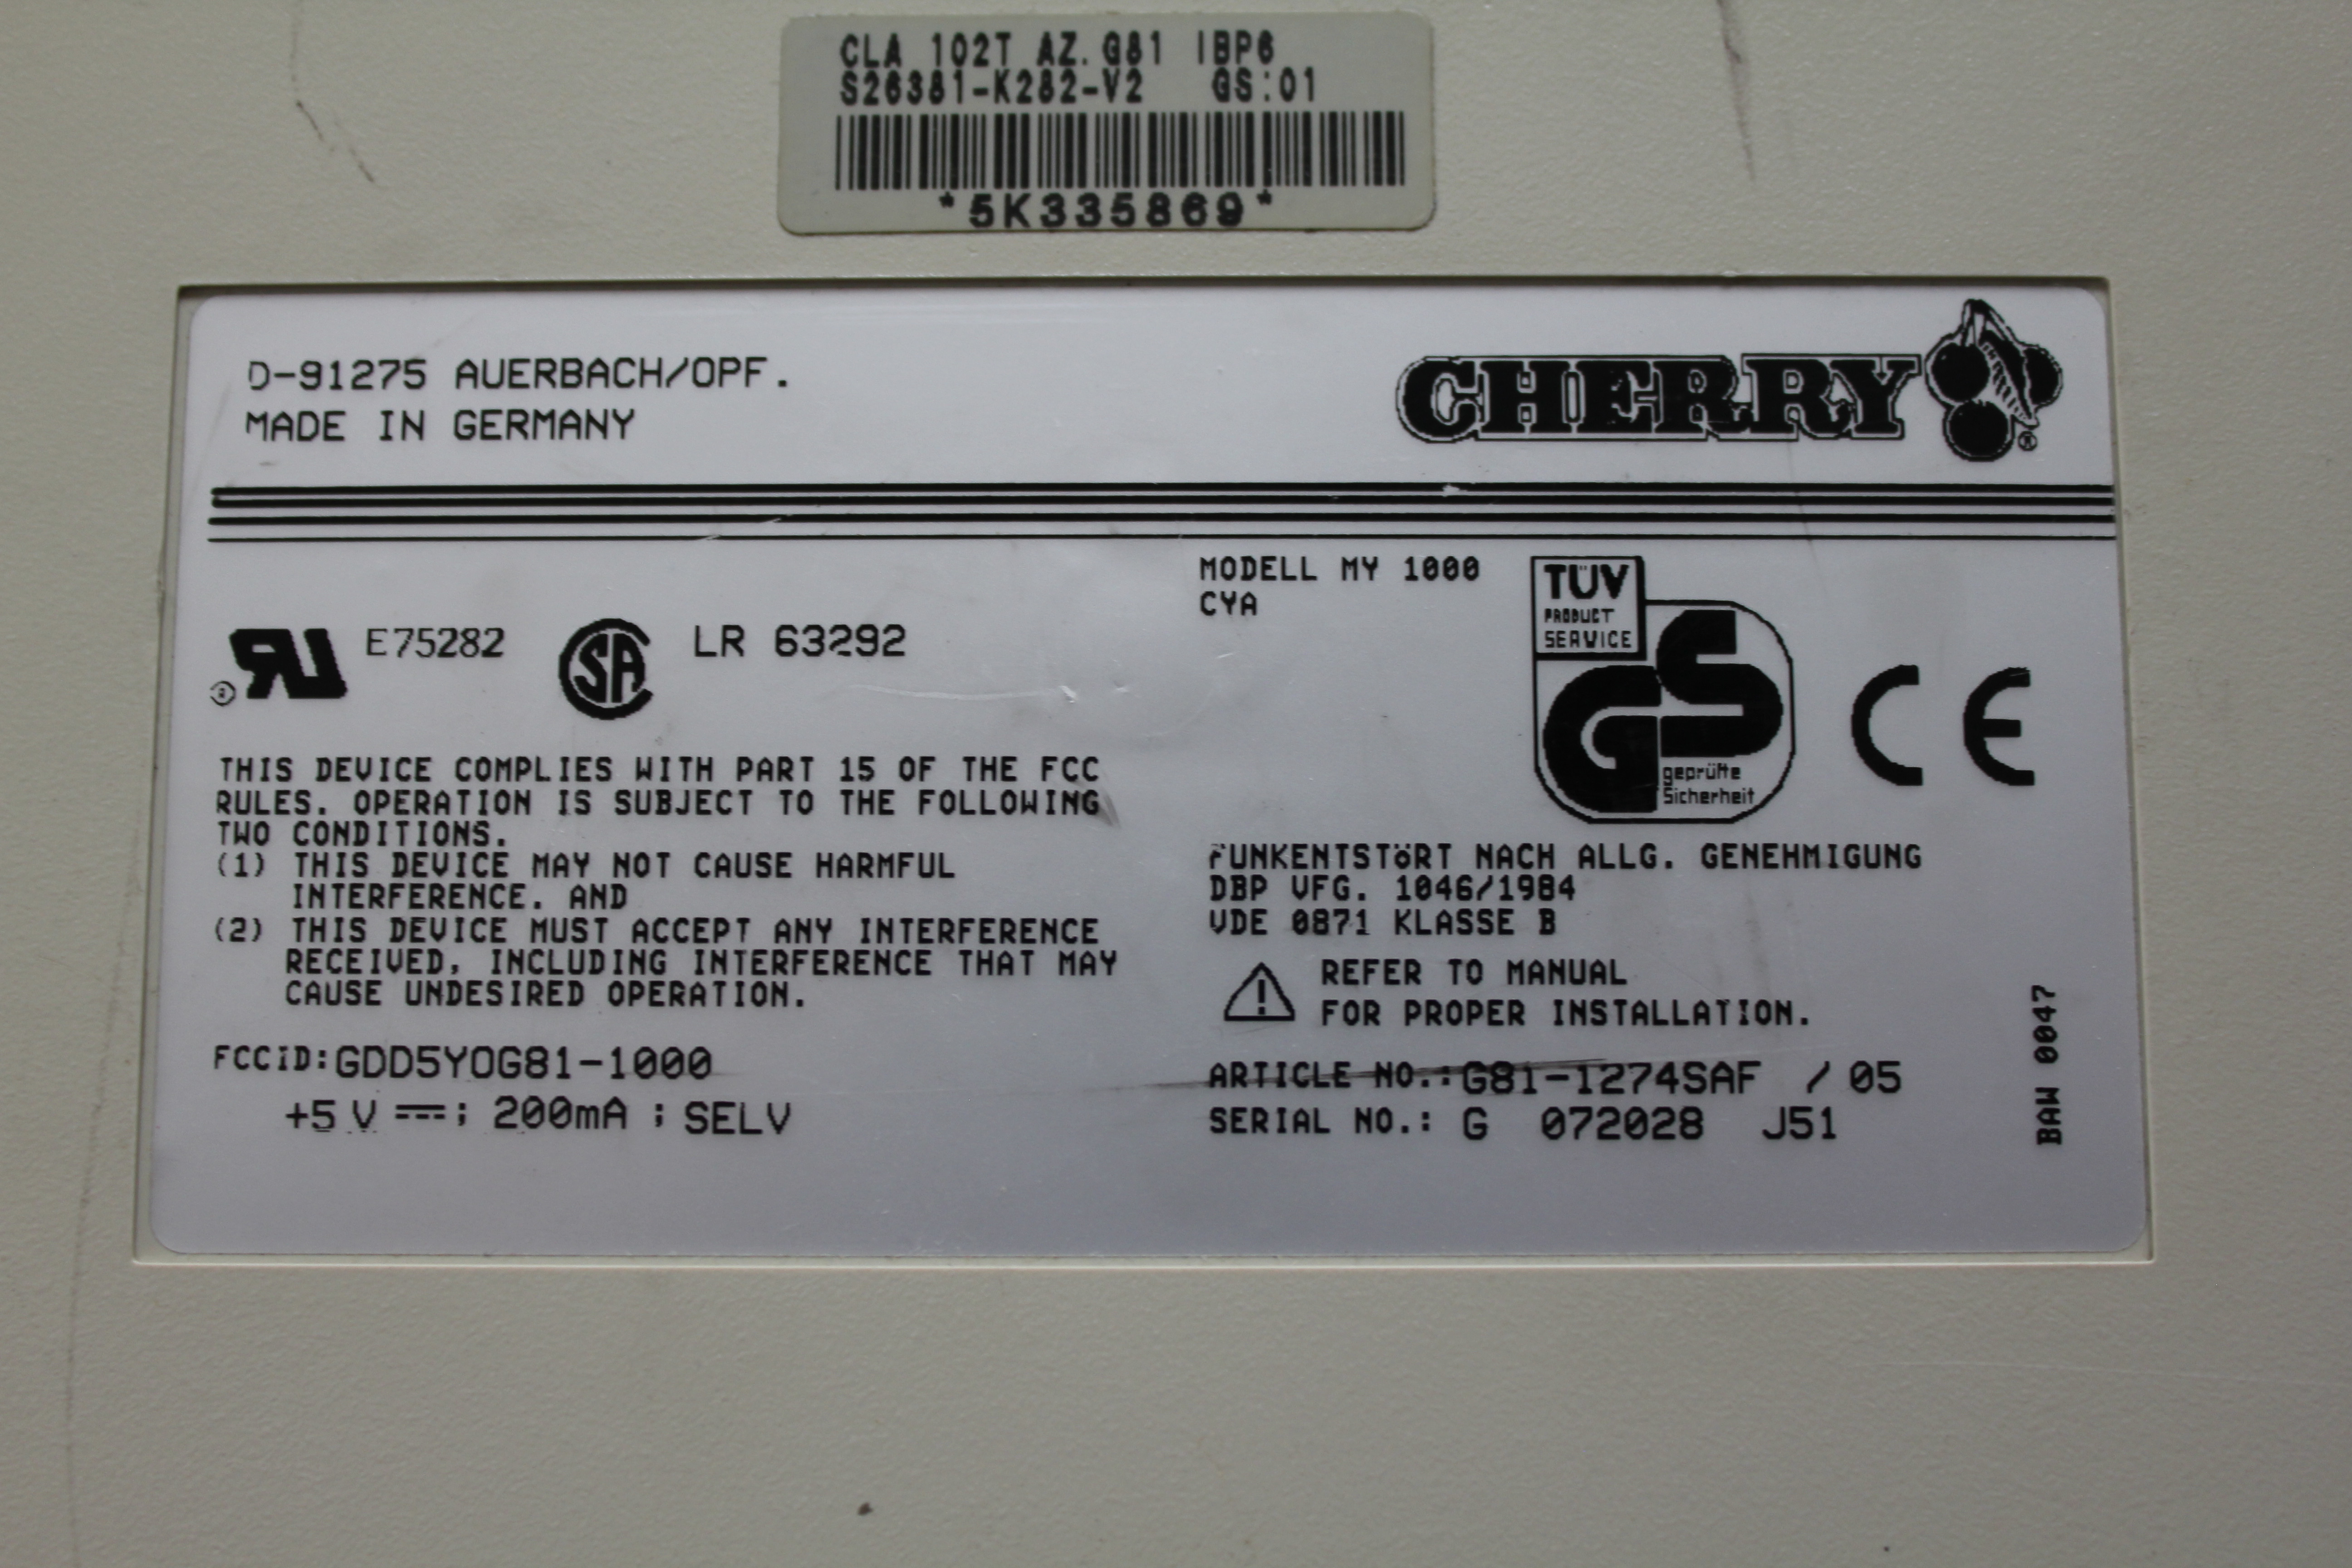 CLA 102T AZ.G81 IBP6
S26381-K282-V2 GS:01
*5K335869*
D-91275 AUERBACH/OPF.
MADE IN GERMANY
CHERRY ®
MODELL MY 1000
CYA
TÜV
PRODUCT
SERVICE
GS
geprüfte
Sicherheit
CE
RU ® E75282 SA LR 63292
THIS DEVICE COMPLIES WITH PART 15 OF THE FCC
RULES. OPERATION IS SUBJECT TO THE FOLLOWING
TWO CONDITIONS.
(1) THIS DEVICE MAY NOT CAUSE HARMFUL
INTERFERENCE. AND
(2) THIS DEVICE MUST ACCEPT ANY INTERFERENCE
RECEIVED, INCLUDING INTERFERENCE THAT MAY
CAUSE UNDESIRED OPERATION.
FCCID:GDD5YOG81-1000
+5 V ⎓; 200mA ; SELV
FUNKENTSTÖRT NACH ALLG. GENEHMIGUNG
DBP VFG. 1046/1984
VDE 0871 KLASSE B
REFER TO MANUAL
FOR PROPER INSTALLATION.
ARTICLE NO.: G81-1274SAF / 05
SERIAL NO.: G 072028 J51
BAW 0047